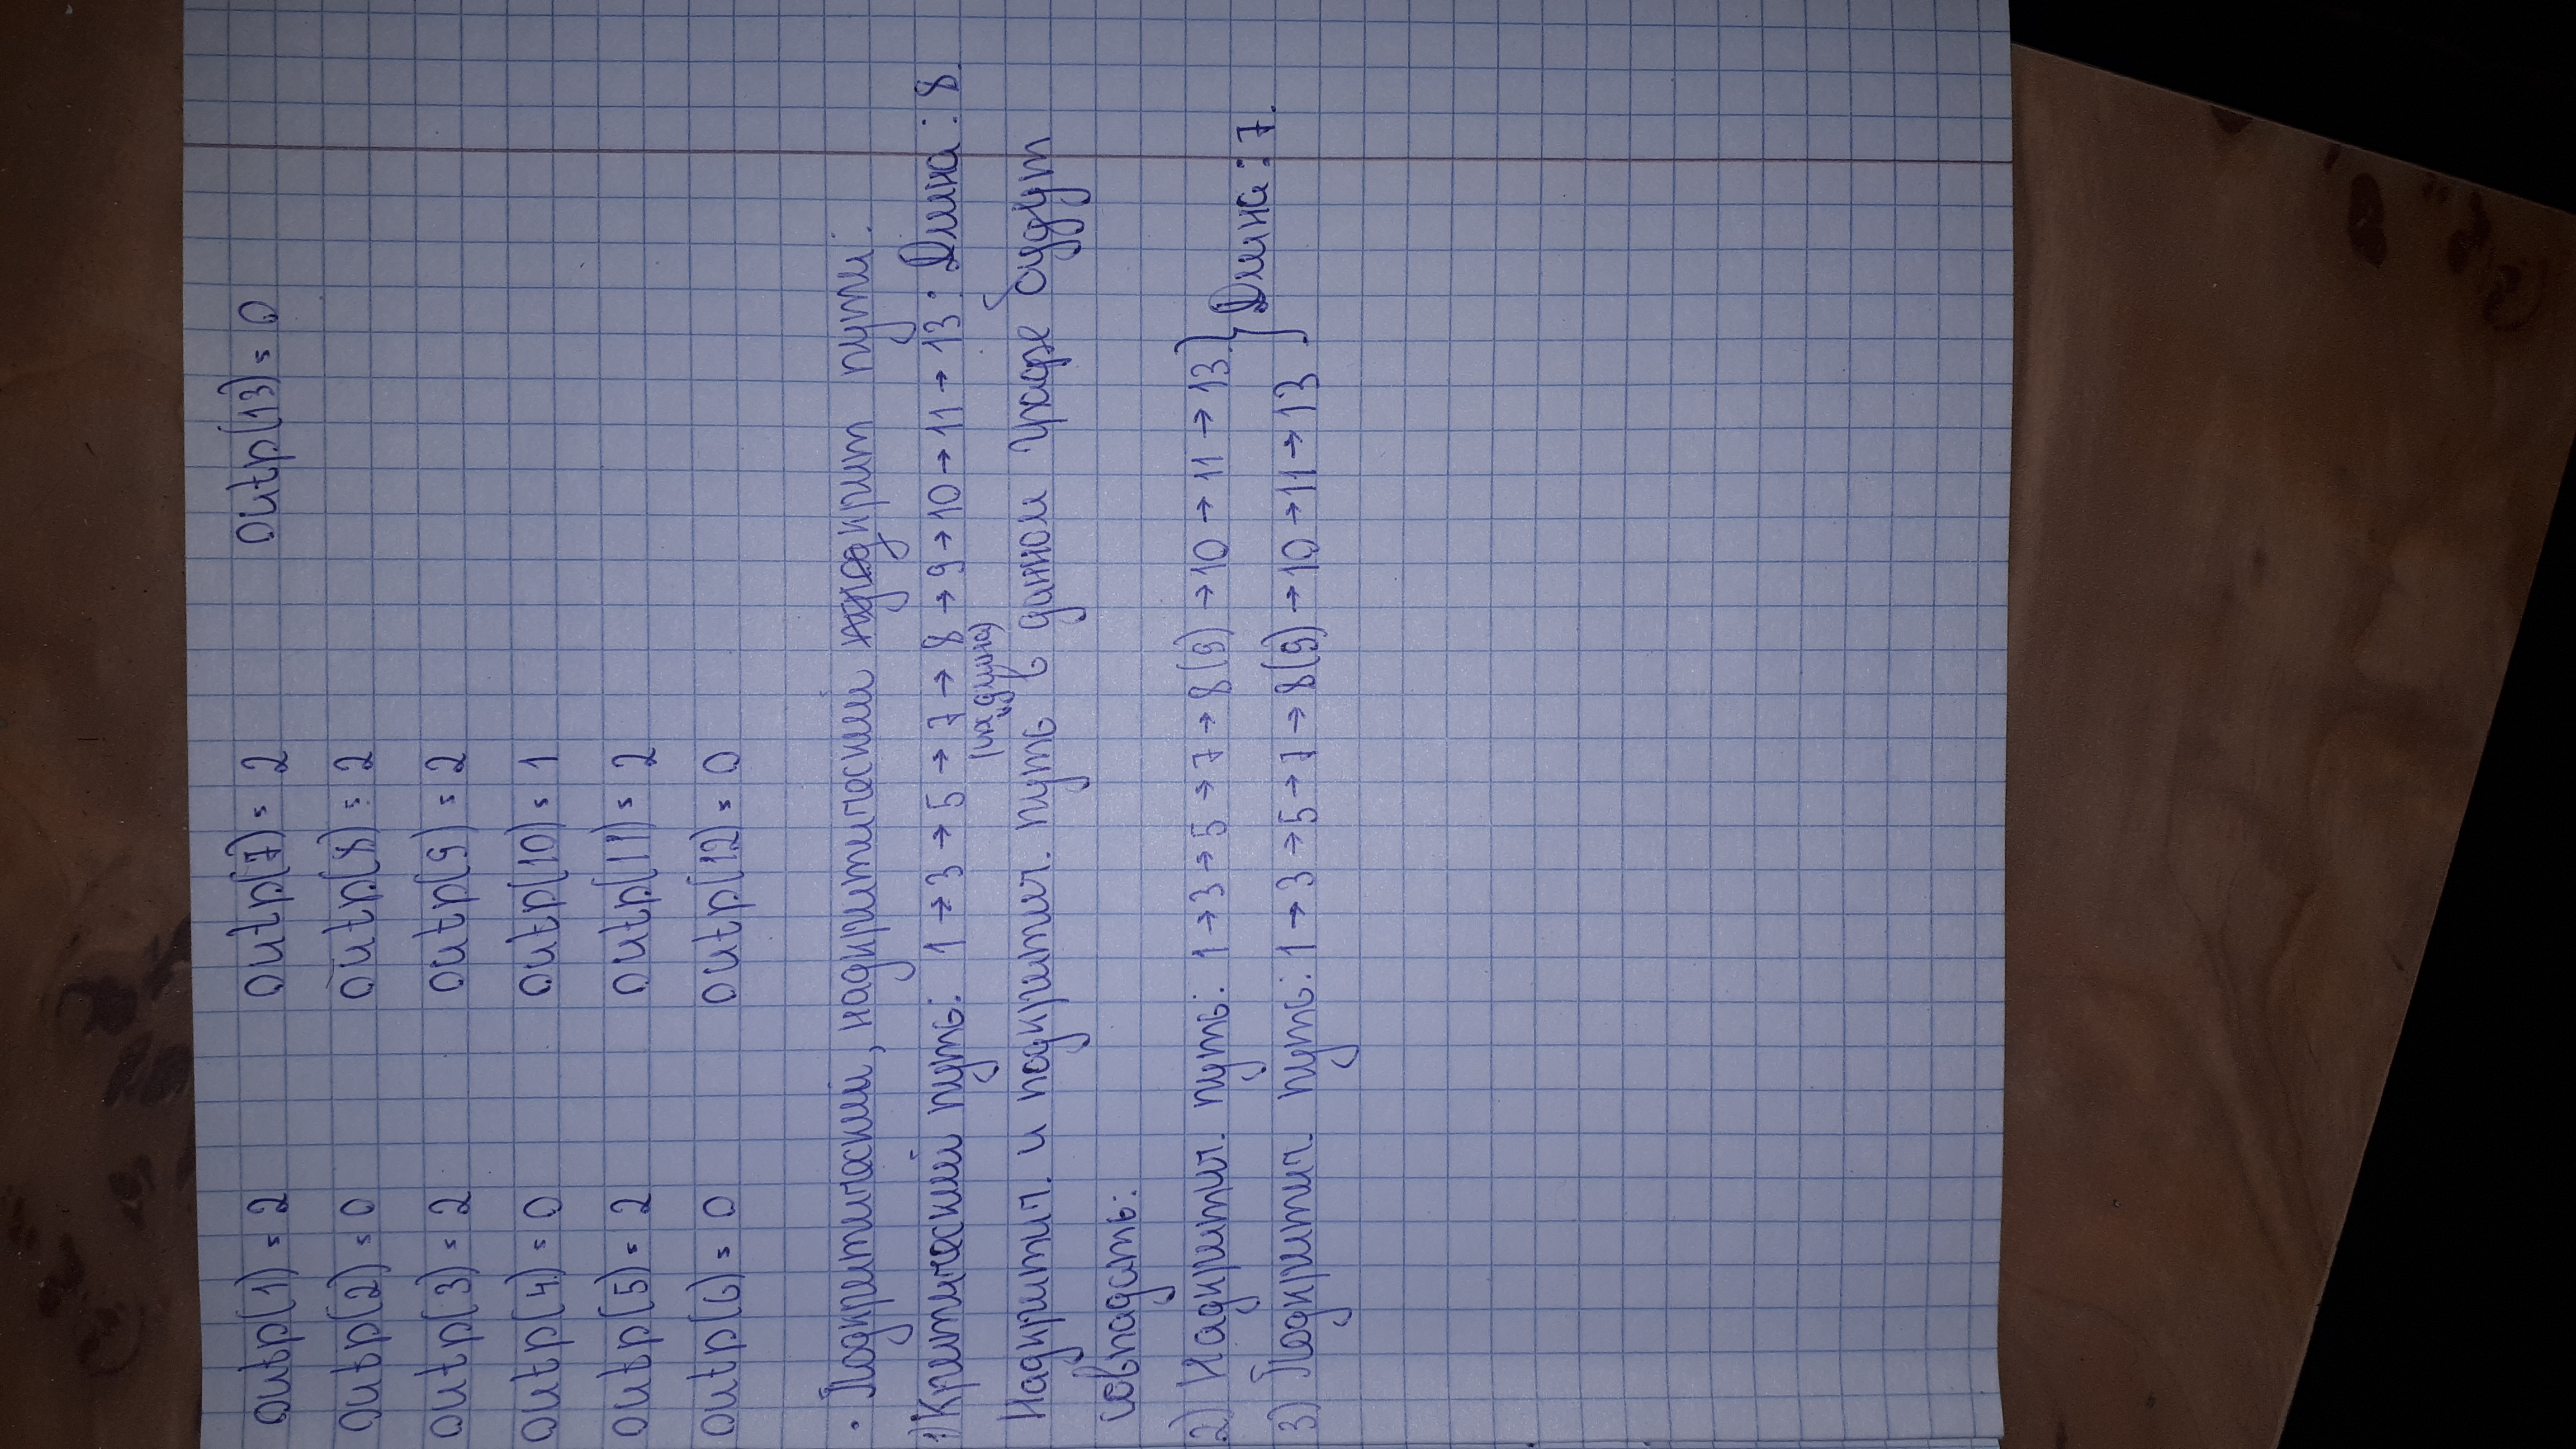 outp(1) = 2 outp(7) = 2 outp(13) = 0
outp(2) = 0 outp(8) = 2
outp(3) = 2 outp(9) = 2
outp(4) = 0 outp(10) = 1
outp(5) = 2 outp(11) = 2
outp(6) = 0 outp(12) = 0
· Подкритический, надкритический крит пути:
1) Критический путь: 1 → 3 → 5 → 7 → 8 → 9 → 10 → 11 → 13. Длина: 8.
(их длина)
Надкритич. и подкритич. путь в данном графе будут
совпадать:
2) Надкритич. путь: 1 → 3 → 5 → 7 → 8(9) → 10 → 11 → 13.
Длина: 7.
3) Подкритич. путь: 1 → 3 → 5 → 7 → 8(9) → 10 → 11 → 13